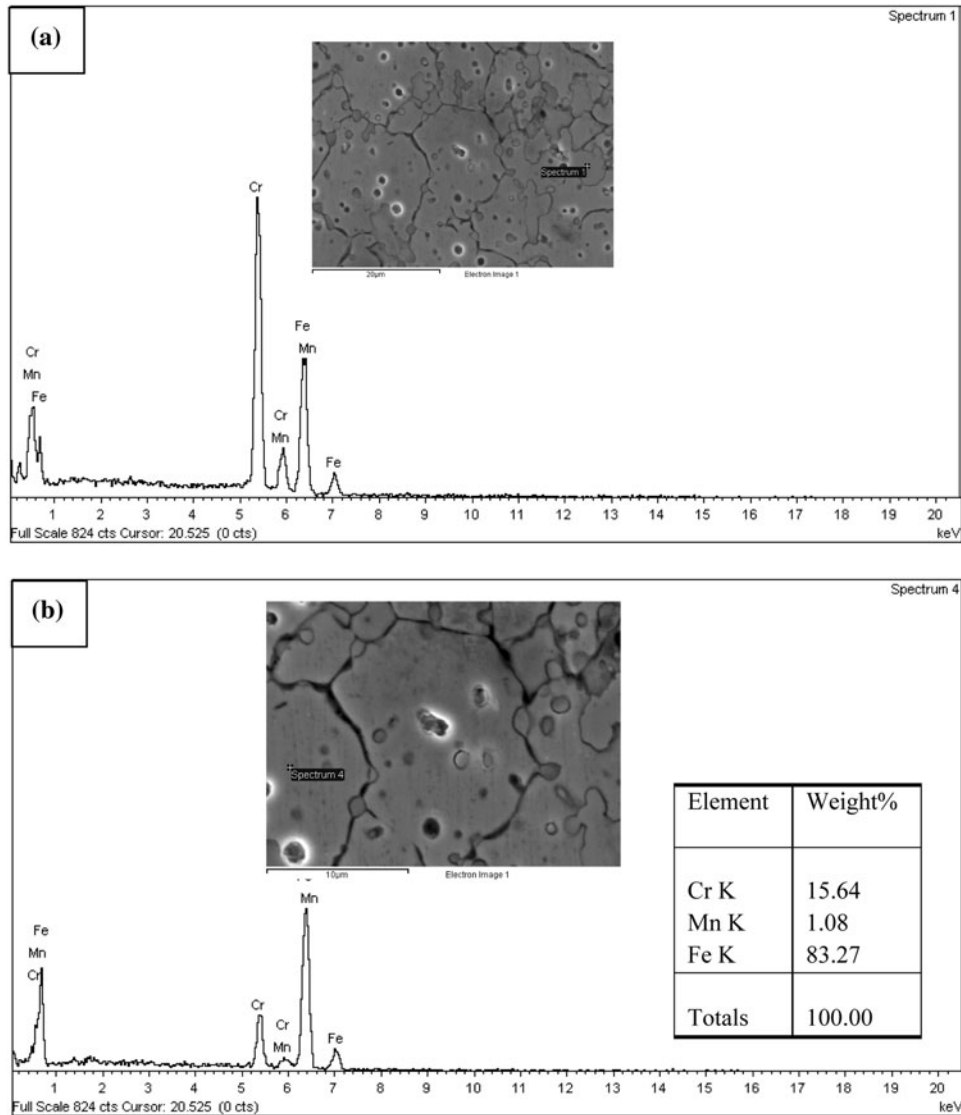 (a)
Spectrum 1
Spectrum 1
20µm
Electron Image 1
Cr
Fe
Mn
Cr
Mn
Fe
Cr
Mn
Fe
1 2 3 4 5 6 7 8 9 10 11 12 13 14 15 16 17 18 19 20
Full Scale 824 cts Cursor: 20.525 (0 cts)
keV
(b)
Spectrum 4
Spectrum 4
10µm
Electron Image 1
Element Weight%
Cr K 15.64
Mn K 1.08
Fe K 83.27
Totals 100.00
Mn
Fe
Mn
Cr
Cr
Cr
Mn
Fe
1 2 3 4 5 6 7 8 9 10 11 12 13 14 15 16 17 18 19 20
Full Scale 824 cts Cursor: 20.525 (0 cts)
keV